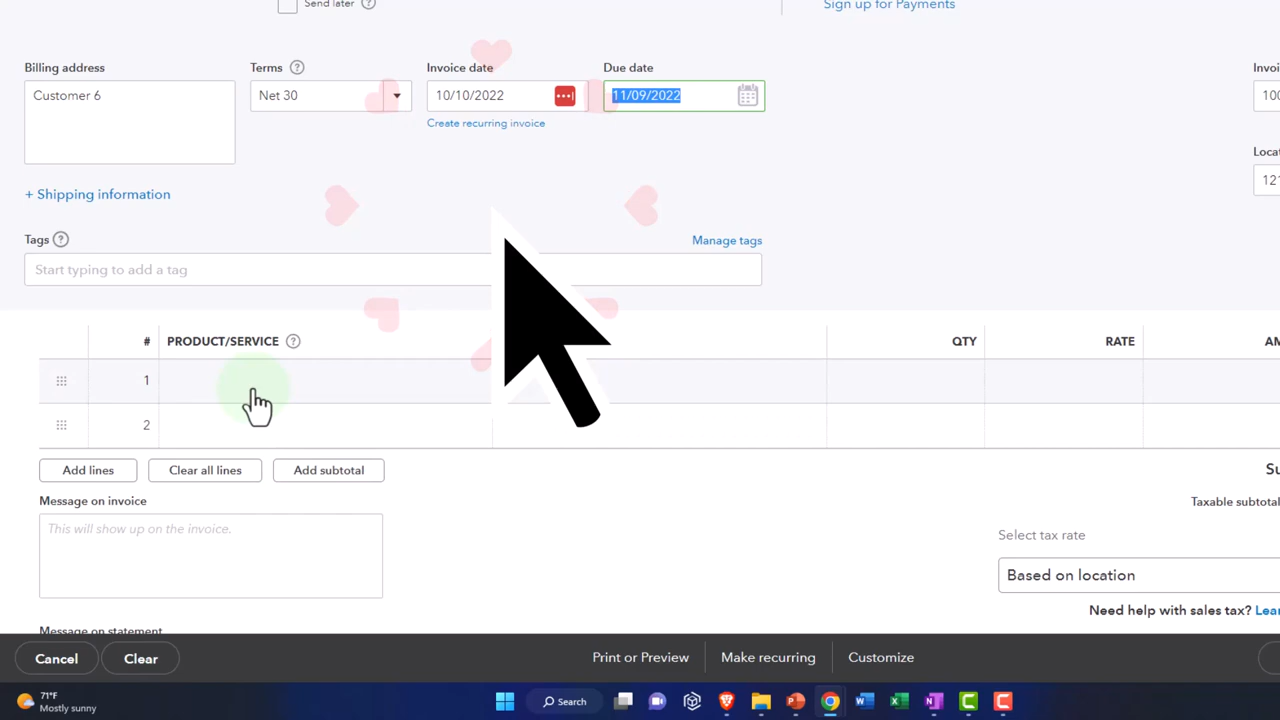 Send later
Sign up for Payments
Billing address
Terms
Invoice date
Due date
Customer 6
Net 30
10/10/2022
11/09/2022
Create recurring invoice
+ Shipping information
Tags
Manage tags
Start typing to add a tag
# PRODUCT/SERVICE QTY RATE
1
2
Add lines
Clear all lines
Add subtotal
Message on invoice
This will show up on the invoice.
Taxable subtotal
Select tax rate
Based on location
Need help with sales tax?
Message on statement
Cancel
Clear
Print or Preview
Make recurring
Customize
71°F
Mostly sunny
Search